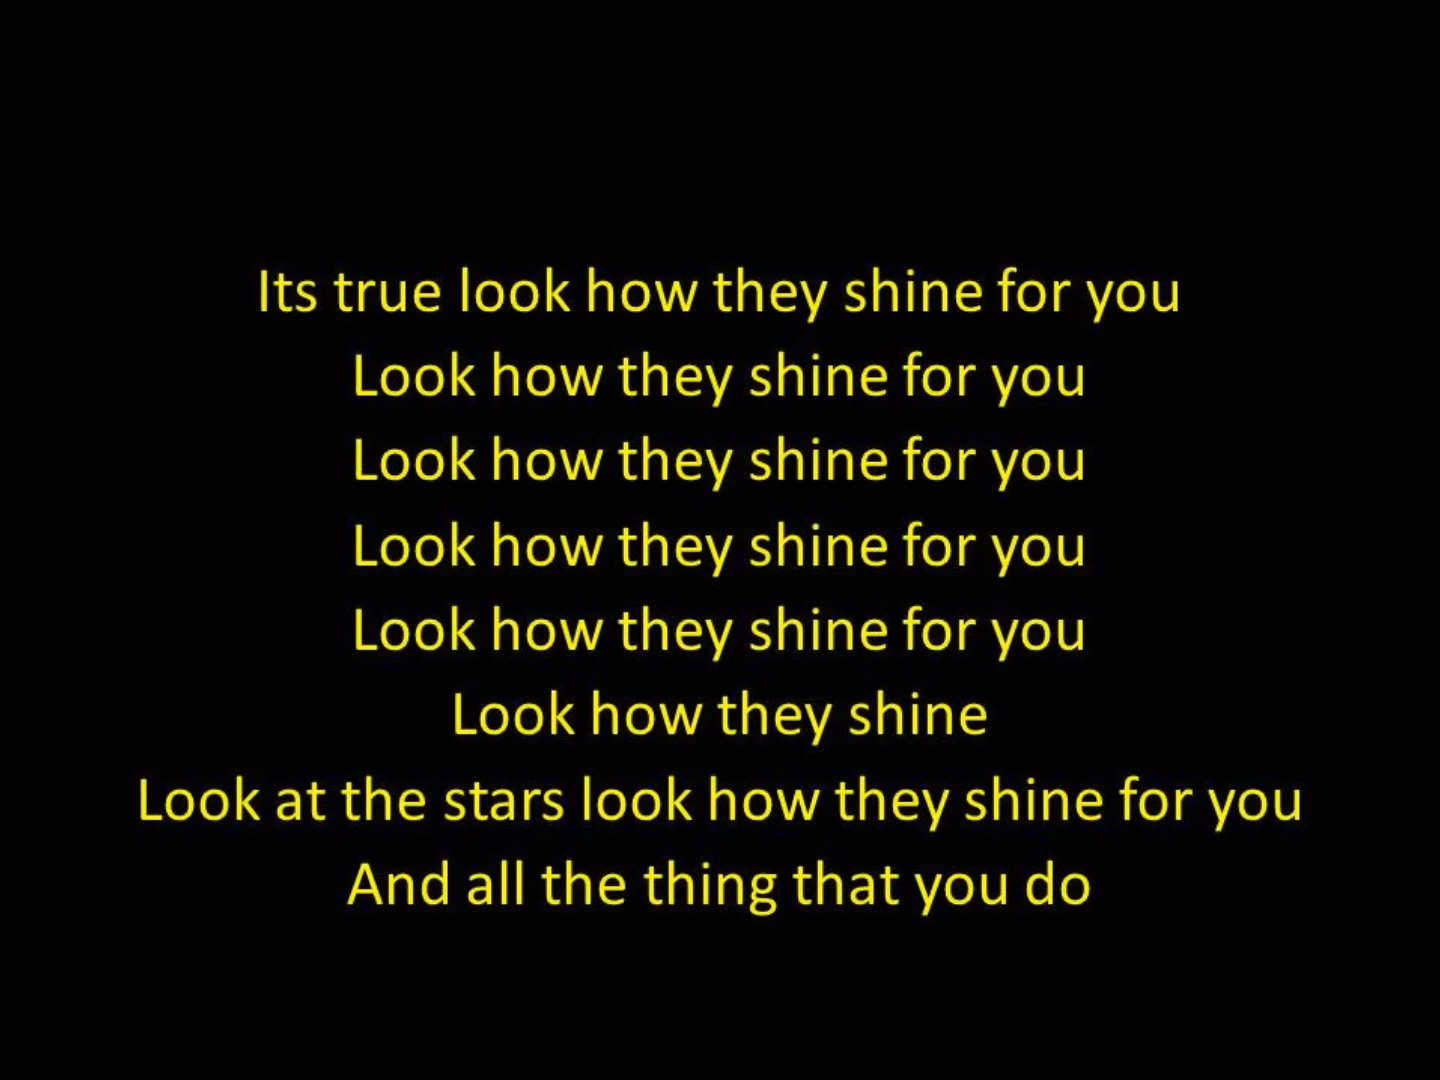 Its true look how they shine for you
Look how they shine for you
Look how they shine for you
Look how they shine for you
Look how they shine for you
Look how they shine
Look at the stars look how they shine for you
And all the thing that you do